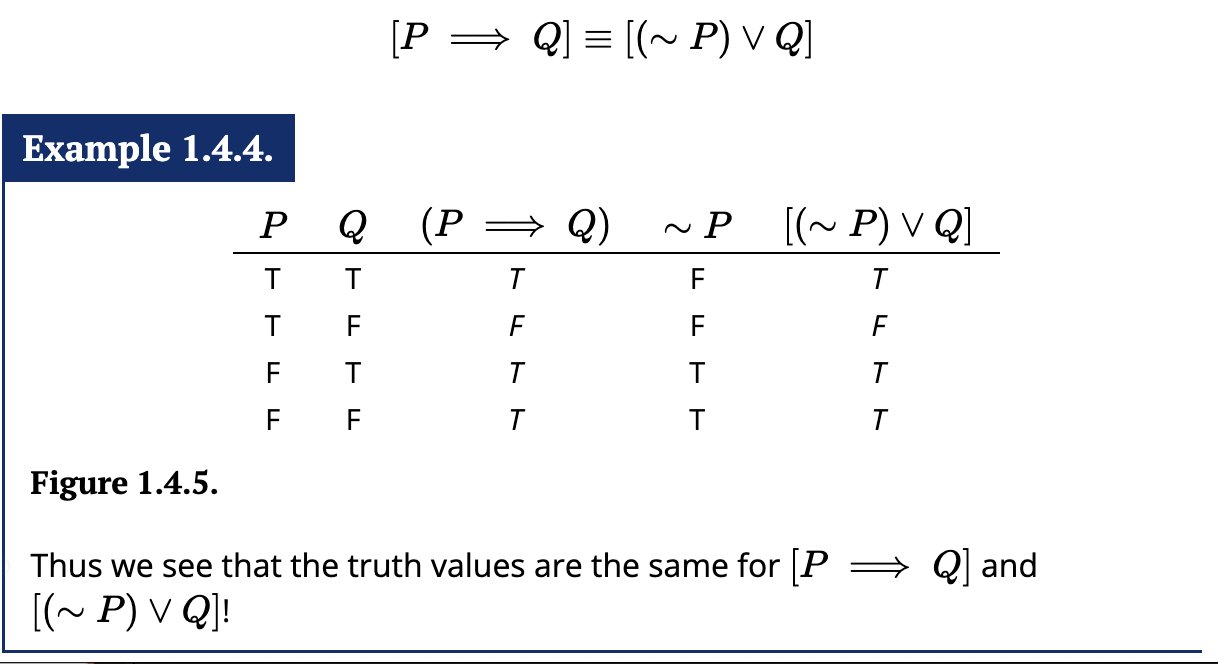 [P ⟹ Q] ≡ [(∼ P) ∨ Q]
Example 1.4.4.
P Q (P ⟹ Q) ∼ P [(∼ P) ∨ Q]
T T T F T
T F F F F
F T T T T
F F T T T
Figure 1.4.5.
Thus we see that the truth values are the same for [P ⟹ Q] and
[(∼ P) ∨ Q]!